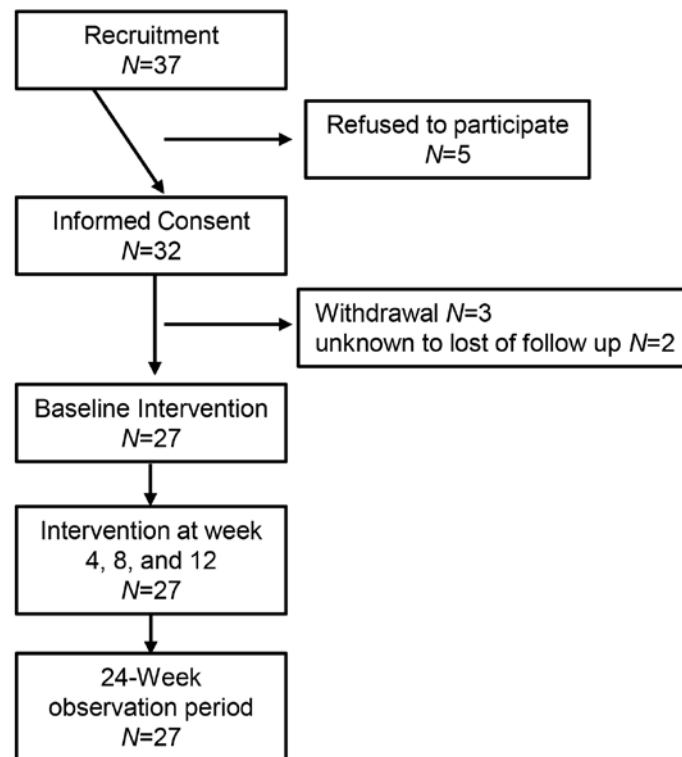 Recruitment
N=37
Refused to participate
N=5
Informed Consent
N=32
Withdrawal N=3
unknown to lost of follow up N=2
Baseline Intervention
N=27
Intervention at week
4, 8, and 12
N=27
24-Week
observation period
N=27